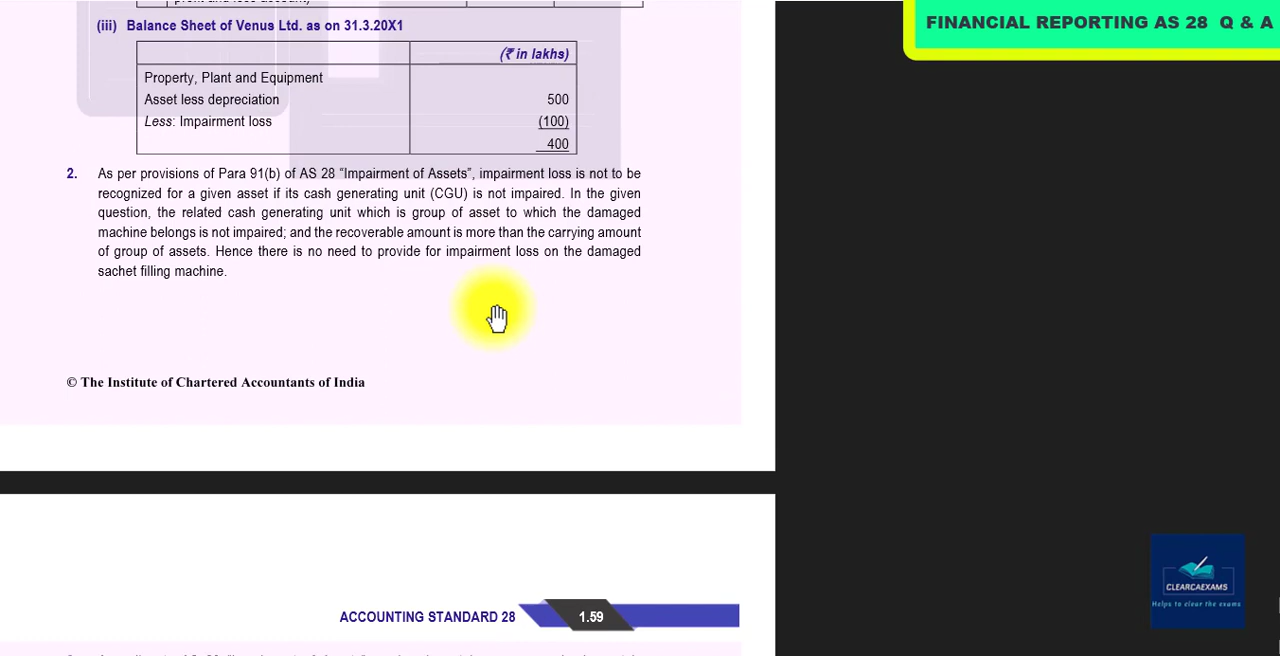 FINANCIAL REPORTING AS 28 Q & A
(iii) Balance Sheet of Venus Ltd. as on 31.3.20X1
(₹ in lakhs)
Property, Plant and Equipment
Asset less depreciation 500
Less: Impairment loss (100)
400
2. As per provisions of Para 91(b) of AS 28 “Impairment of Assets”, impairment loss is not to be
recognized for a given asset if its cash generating unit (CGU) is not impaired. In the given
question, the related cash generating unit which is group of asset to which the damaged
machine belongs is not impaired; and the recoverable amount is more than the carrying amount
of group of assets. Hence there is no need to provide for impairment loss on the damaged
sachet filling machine.
© The Institute of Chartered Accountants of India
CLEARCAEXAMS
Helps to clear the exams
ACCOUNTING STANDARD 28 1.59